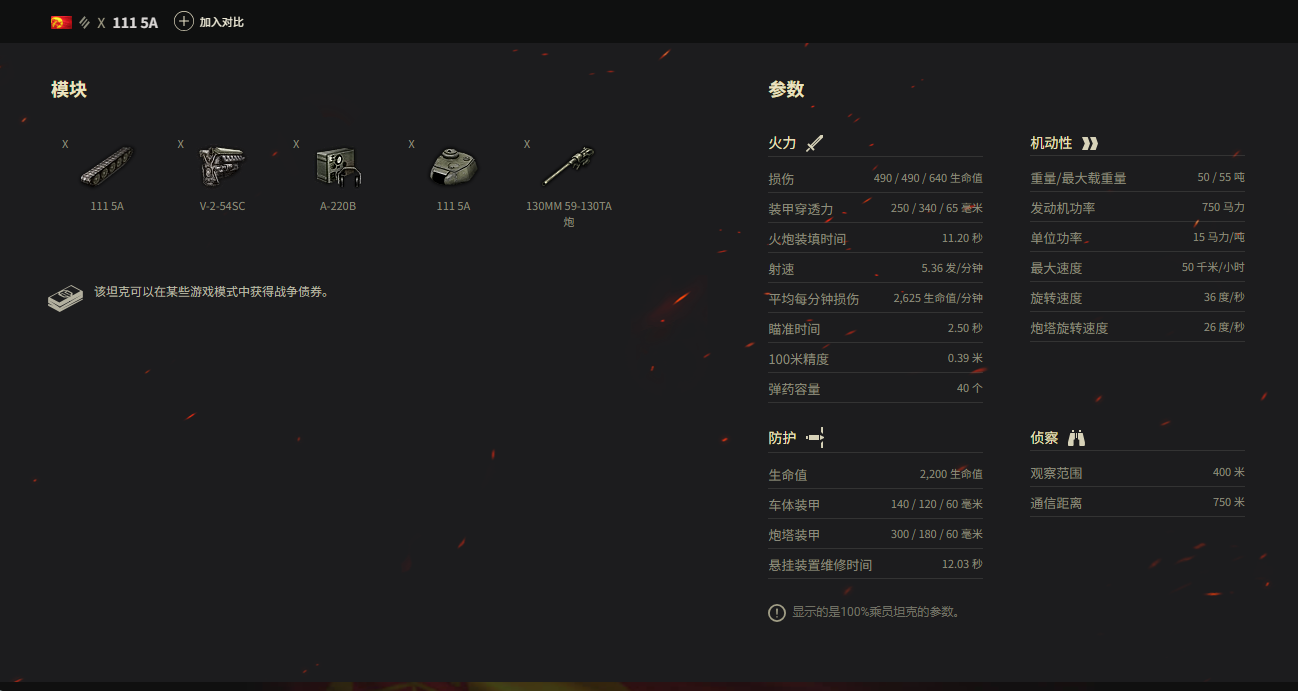 X 111 5A 加入对比
模块
X X X X X
111 5A V-2-54SC A-220B 111 5A 130MM 59-130TA
炮
该坦克可以在某些游戏模式中获得战争债券。
参数
火力
损伤 490 / 490 / 640 生命值
装甲穿透力 250 / 340 / 65 毫米
火炮装填时间 11.20 秒
射速 5.36 发/分钟
平均每分钟损伤 2,625 生命值/分钟
瞄准时间 2.50 秒
100米精度 0.39 米
弹药容量 40 个
机动性
重量/最大载重量 50 / 55 吨
发动机功率 750 马力
单位功率 15 马力/吨
最大速度 50 千米/小时
旋转速度 36 度/秒
炮塔旋转速度 26 度/秒
防护
生命值 2,200 生命值
车体装甲 140 / 120 / 60 毫米
炮塔装甲 300 / 180 / 60 毫米
悬挂装置维修时间 12.03 秒
侦察
观察范围 400 米
通信距离 750 米
显示的是100%乘员坦克的参数。